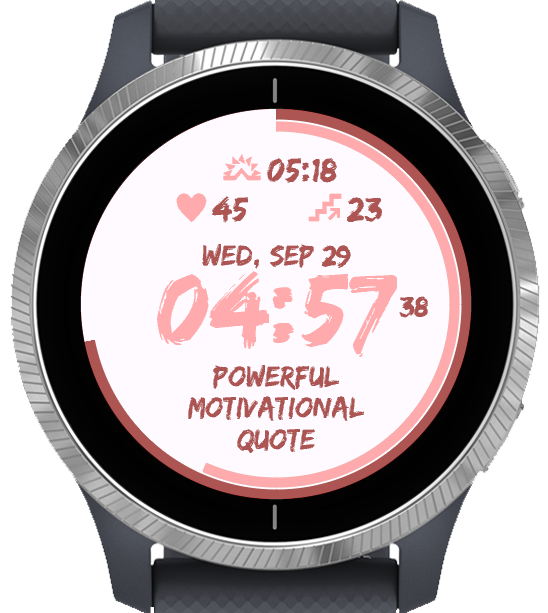 05:18
45 23
WED, SEP 29
04:57 38
POWERFUL
MOTIVATIONAL
QUOTE